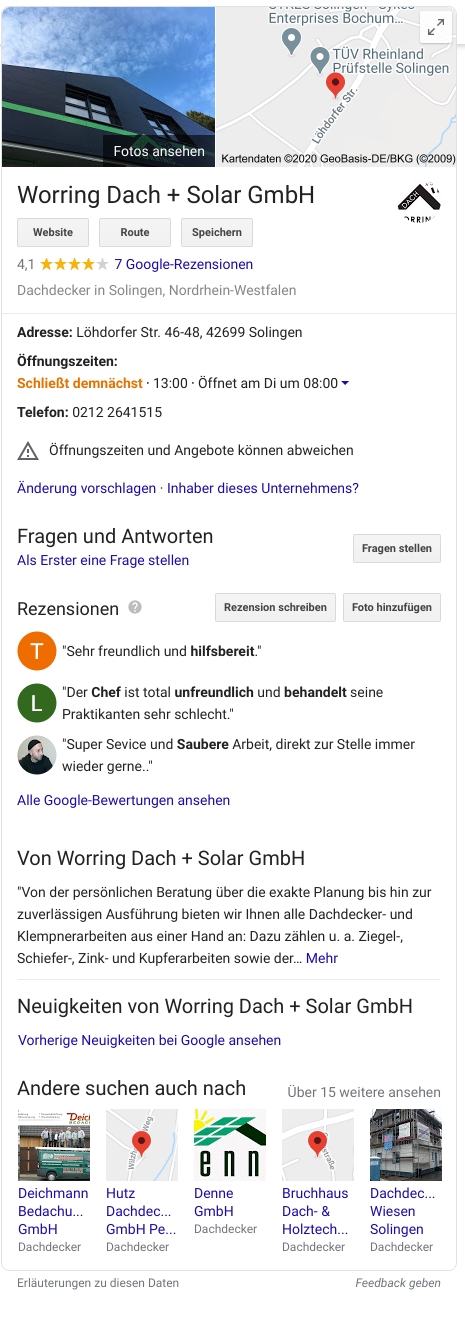 Enterprises Bochum...
TÜV Rheinland
Prüfstelle Solingen
Löhdorfer Str.
Fotos ansehen
Kartendaten ©2020 GeoBasis-DE/BKG (©2009)
Worring Dach + Solar GmbH
DACH
Website
Route
Speichern
4,1 7 Google-Rezensionen
Dachdecker in Solingen, Nordrhein-Westfalen
Adresse: Löhdorfer Str. 46-48, 42699 Solingen
Öffnungszeiten:
Schließt demnächst · 13:00 · Öffnet am Di um 08:00
Telefon: 0212 2641515
Öffnungszeiten und Angebote können abweichen
Änderung vorschlagen · Inhaber dieses Unternehmens?
Fragen und Antworten
Als Erster eine Frage stellen
Fragen stellen
Rezensionen ?
Rezension schreiben
Foto hinzufügen
T
"Sehr freundlich und hilfsbereit."
L
"Der Chef ist total unfreundlich und behandelt seine
Praktikanten sehr schlecht."
"Super Sevice und Saubere Arbeit, direkt zur Stelle immer
wieder gerne.."
Alle Google-Bewertungen ansehen
Von Worring Dach + Solar GmbH
"Von der persönlichen Beratung über die exakte Planung bis hin zur
zuverlässigen Ausführung bieten wir Ihnen alle Dachdecker- und
Klempnerarbeiten aus einer Hand an: Dazu zählen u. a. Ziegel-,
Schiefer-, Zink- und Kupferarbeiten sowie der… Mehr
Neuigkeiten von Worring Dach + Solar GmbH
Vorherige Neuigkeiten bei Google ansehen
Andere suchen auch nach
Über 15 weitere ansehen
enn
Deichmann
Bedachu...
GmbH
Dachdecker
Hutz
Dachdec...
GmbH Pe...
Dachdecker
Denne
GmbH
Dachdecker
Bruchhaus
Dach- &
Holztech...
Dachdecker
Dachdec...
Wiesen
Solingen
Dachdecker
Erläuterungen zu diesen Daten
Feedback geben